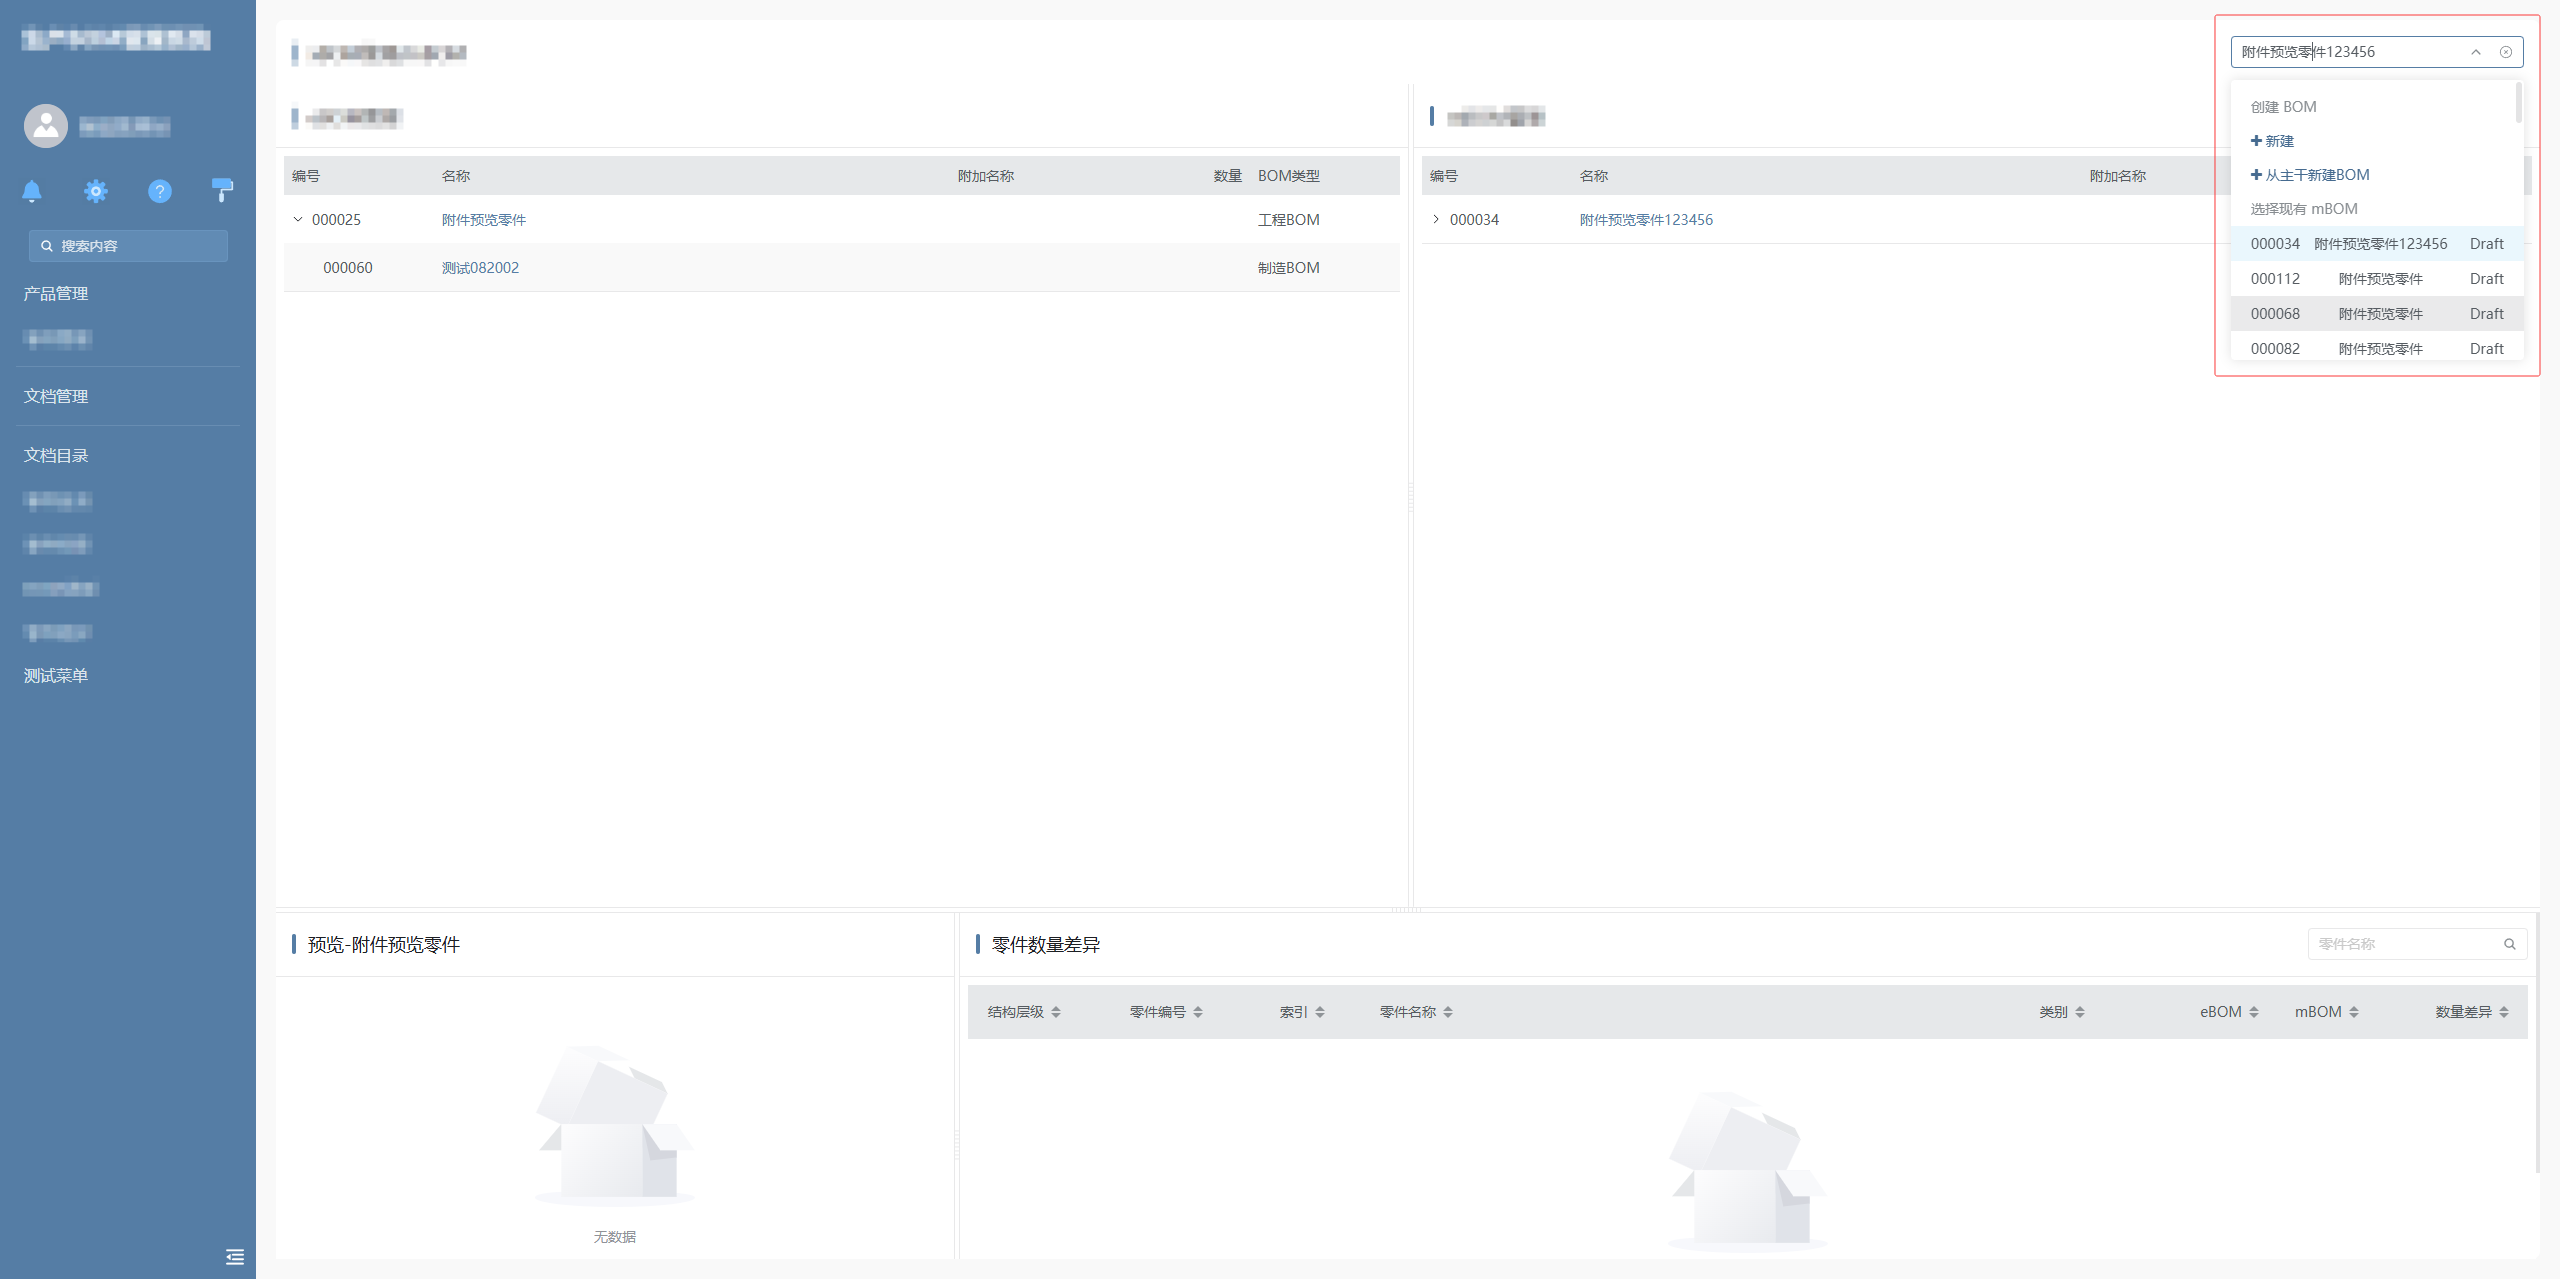 搜索内容
产品管理
文档管理
文档目录
测试菜单
编号 名称 附加名称 数量 BOM类型
000025 附件预览零件 工程BOM
000060 测试082002 制造BOM
编号 名称 附加名称
000034 附件预览零件123456
附件预览零件123456
创建 BOM
新建
从主干新建BOM
选择现有 mBOM
000034 附件预览零件123456 Draft
000112 附件预览零件 Draft
000068 附件预览零件 Draft
000082 附件预览零件 Draft
预览-附件预览零件
无数据
零件数量差异
零件名称
结构层级 零件编号 索引 零件名称 类别 eBOM mBOM 数量差异